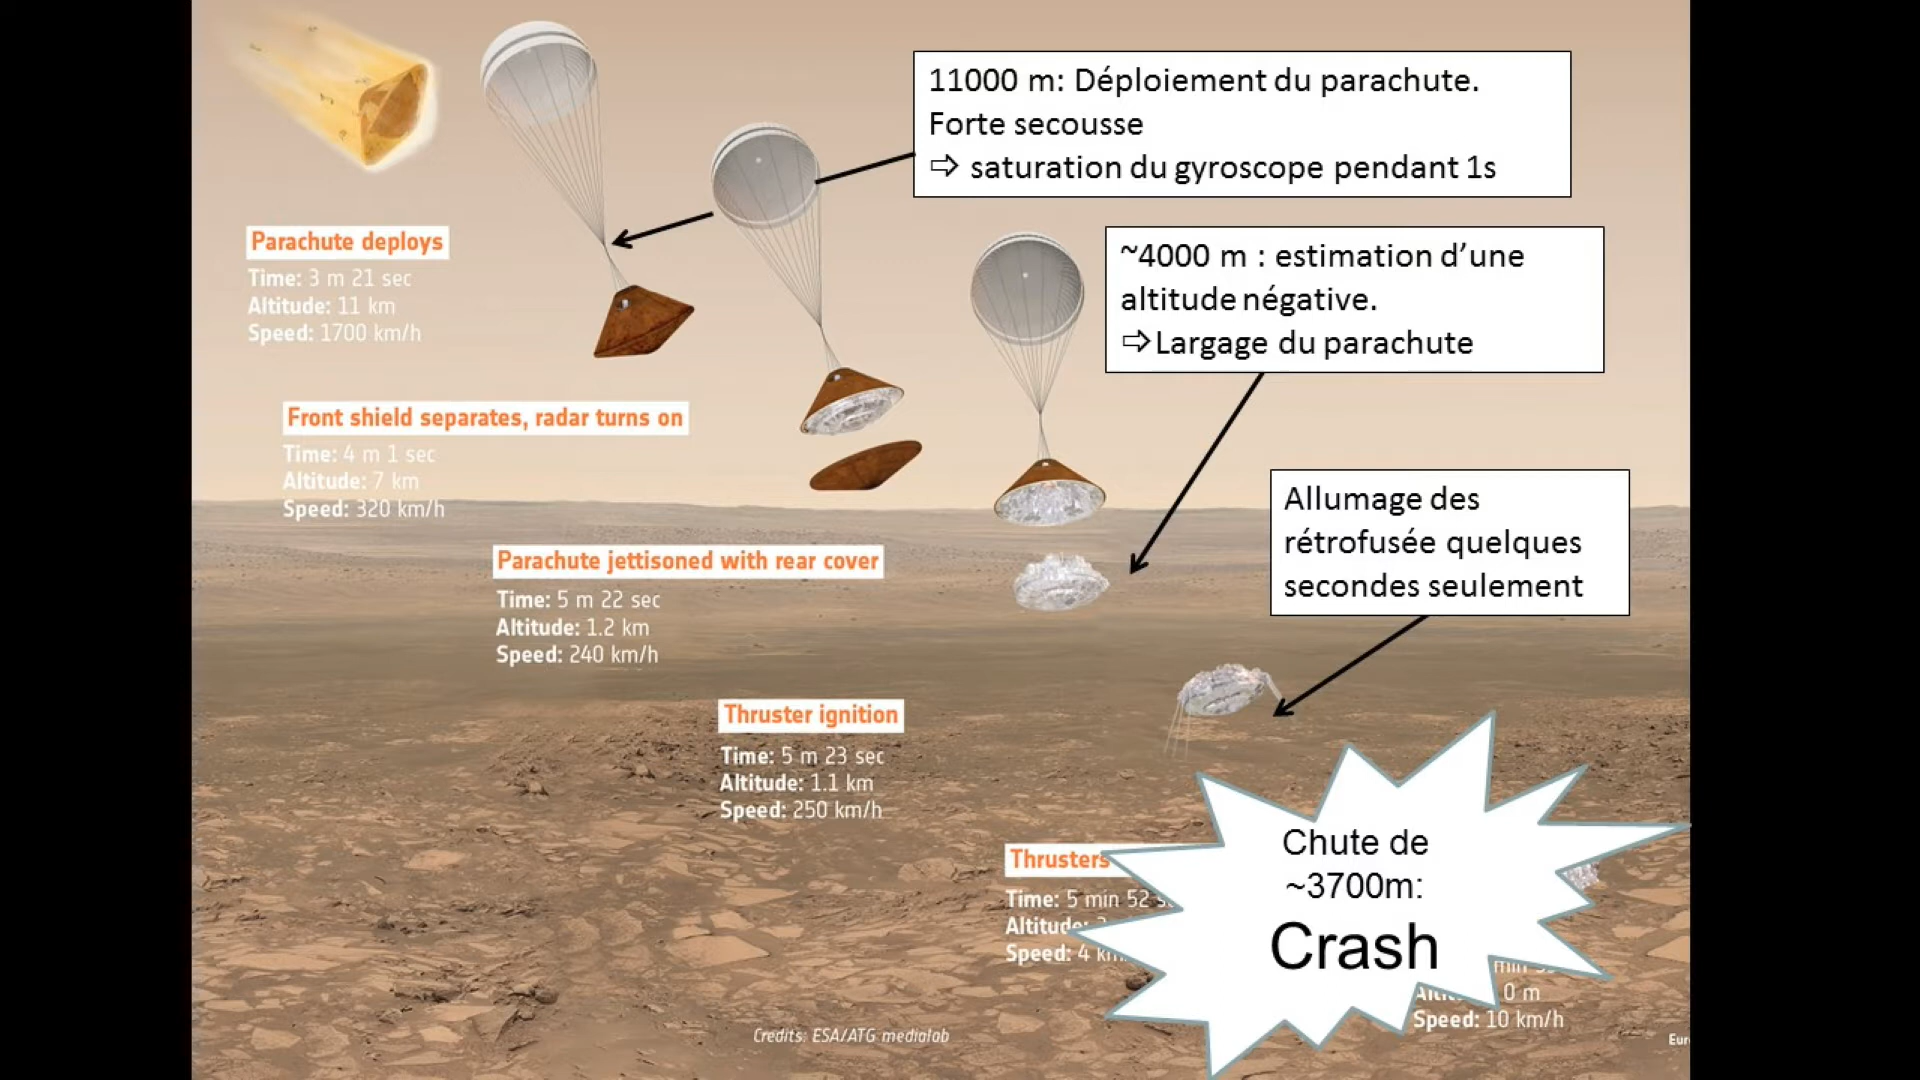 11000 m: Déploiement du parachute.
Forte secousse
⇨ saturation du gyroscope pendant 1s
Parachute deploys
Time: 3 m 21 sec
Altitude: 11 km
Speed: 1700 km/h
~4000 m : estimation d’une
altitude négative.
⇨Largage du parachute
Front shield separates, radar turns on
Time: 4 m 1 sec
Altitude: 7 km
Speed: 320 km/h
Allumage des
rétrofusée quelques
secondes seulement
Parachute jettisoned with rear cover
Time: 5 m 22 sec
Altitude: 1.2 km
Speed: 240 km/h
Thruster ignition
Time: 5 m 23 sec
Altitude: 1.1 km
Speed: 250 km/h
Thrusters
Time: 5 min 52
Speed: 4
Chute de
~3700m:
Crash
0 m
Speed: 10 km/h
Credits: ESA/ATG medialab